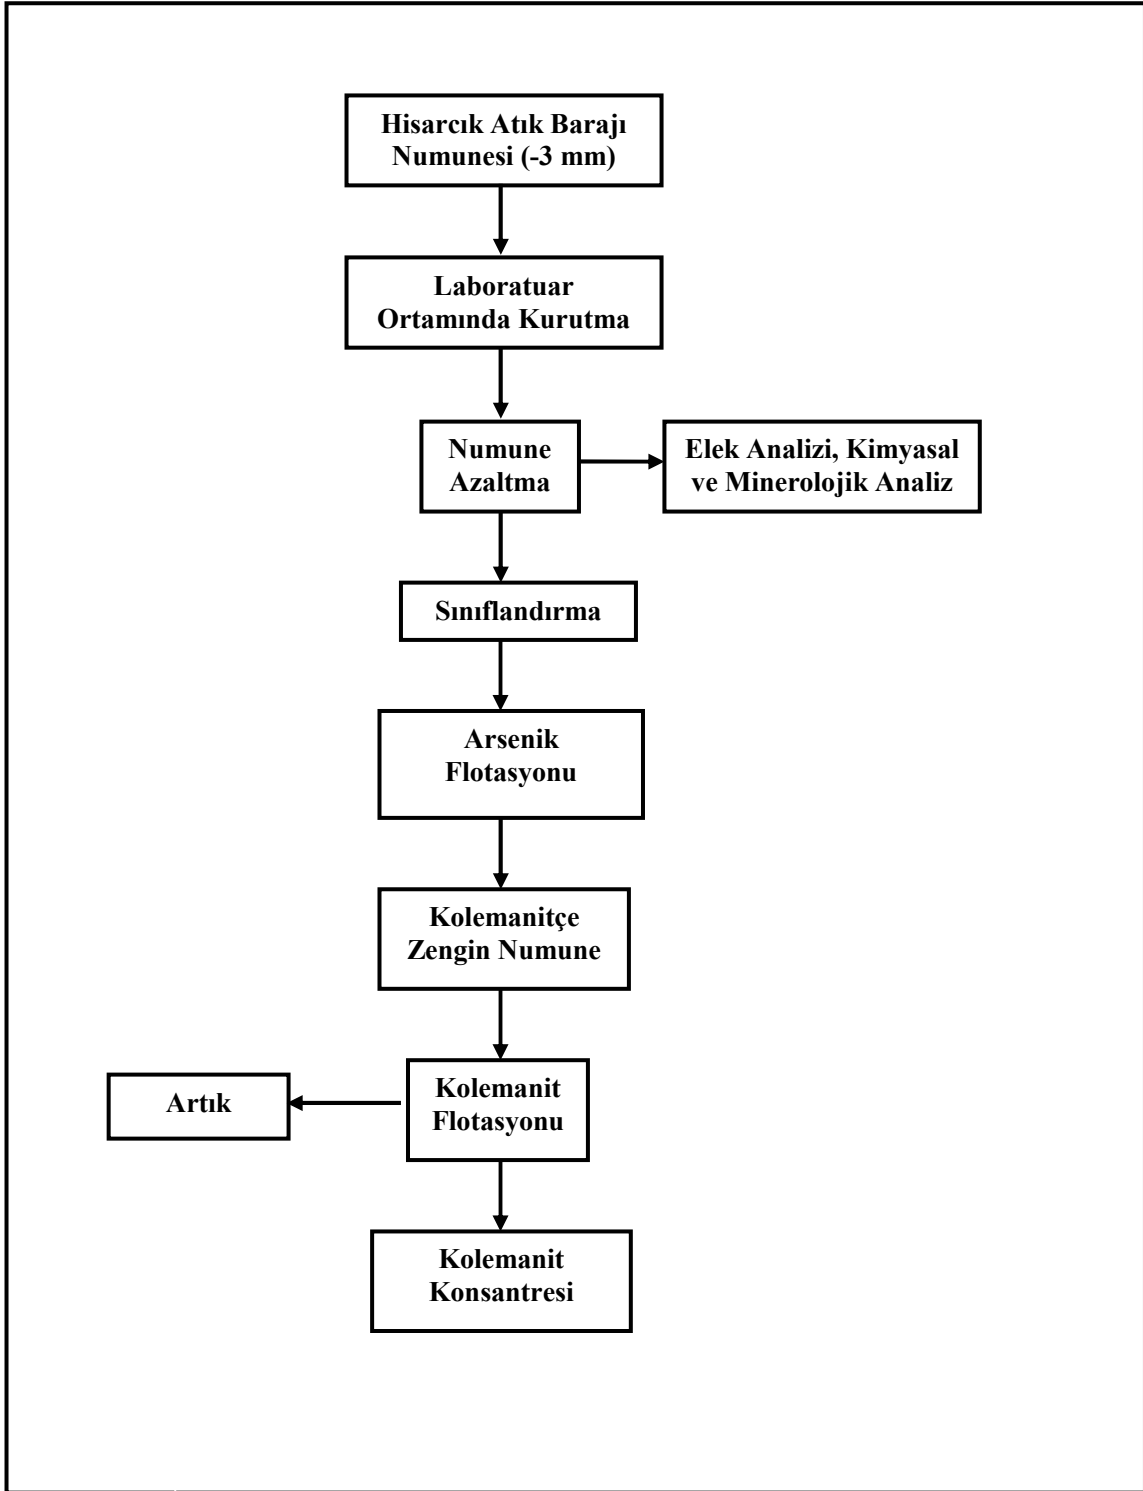 Hisarcık Atık Barajı
Numunesi (-3 mm)
Laboratuar
Ortamında Kurutma
Numune
Azaltma
Elek Analizi, Kimyasal
ve Minerolojik Analiz
Sınıflandırma
Arsenik
Flotasyonu
Kolemanitçe
Zengin Numune
Artık
Kolemanit
Flotasyonu
Kolemanit
Konsantresi